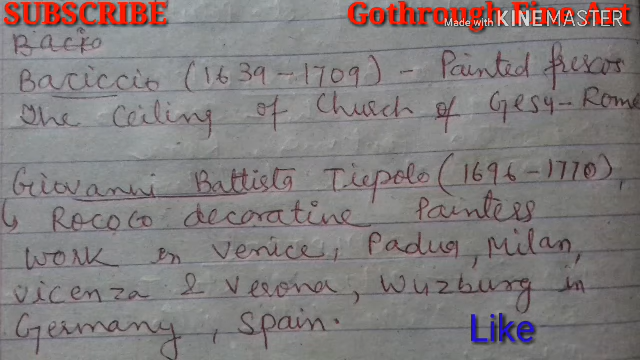 SUBSCRIBE
Gothrough Fine Art
Made with KINEMASTER
Bacio
Baciccio (1639-1709) - Painted frescos
The Ceiling of Church of Gesy-Rome
Giovanni Battista Tiepolo (1696-1770),
↳ Rococo decorative Painters
work in Venice, Padua, Milan,
Vicenza & Verona, Wuzburg in
Germany, Spain.
Like